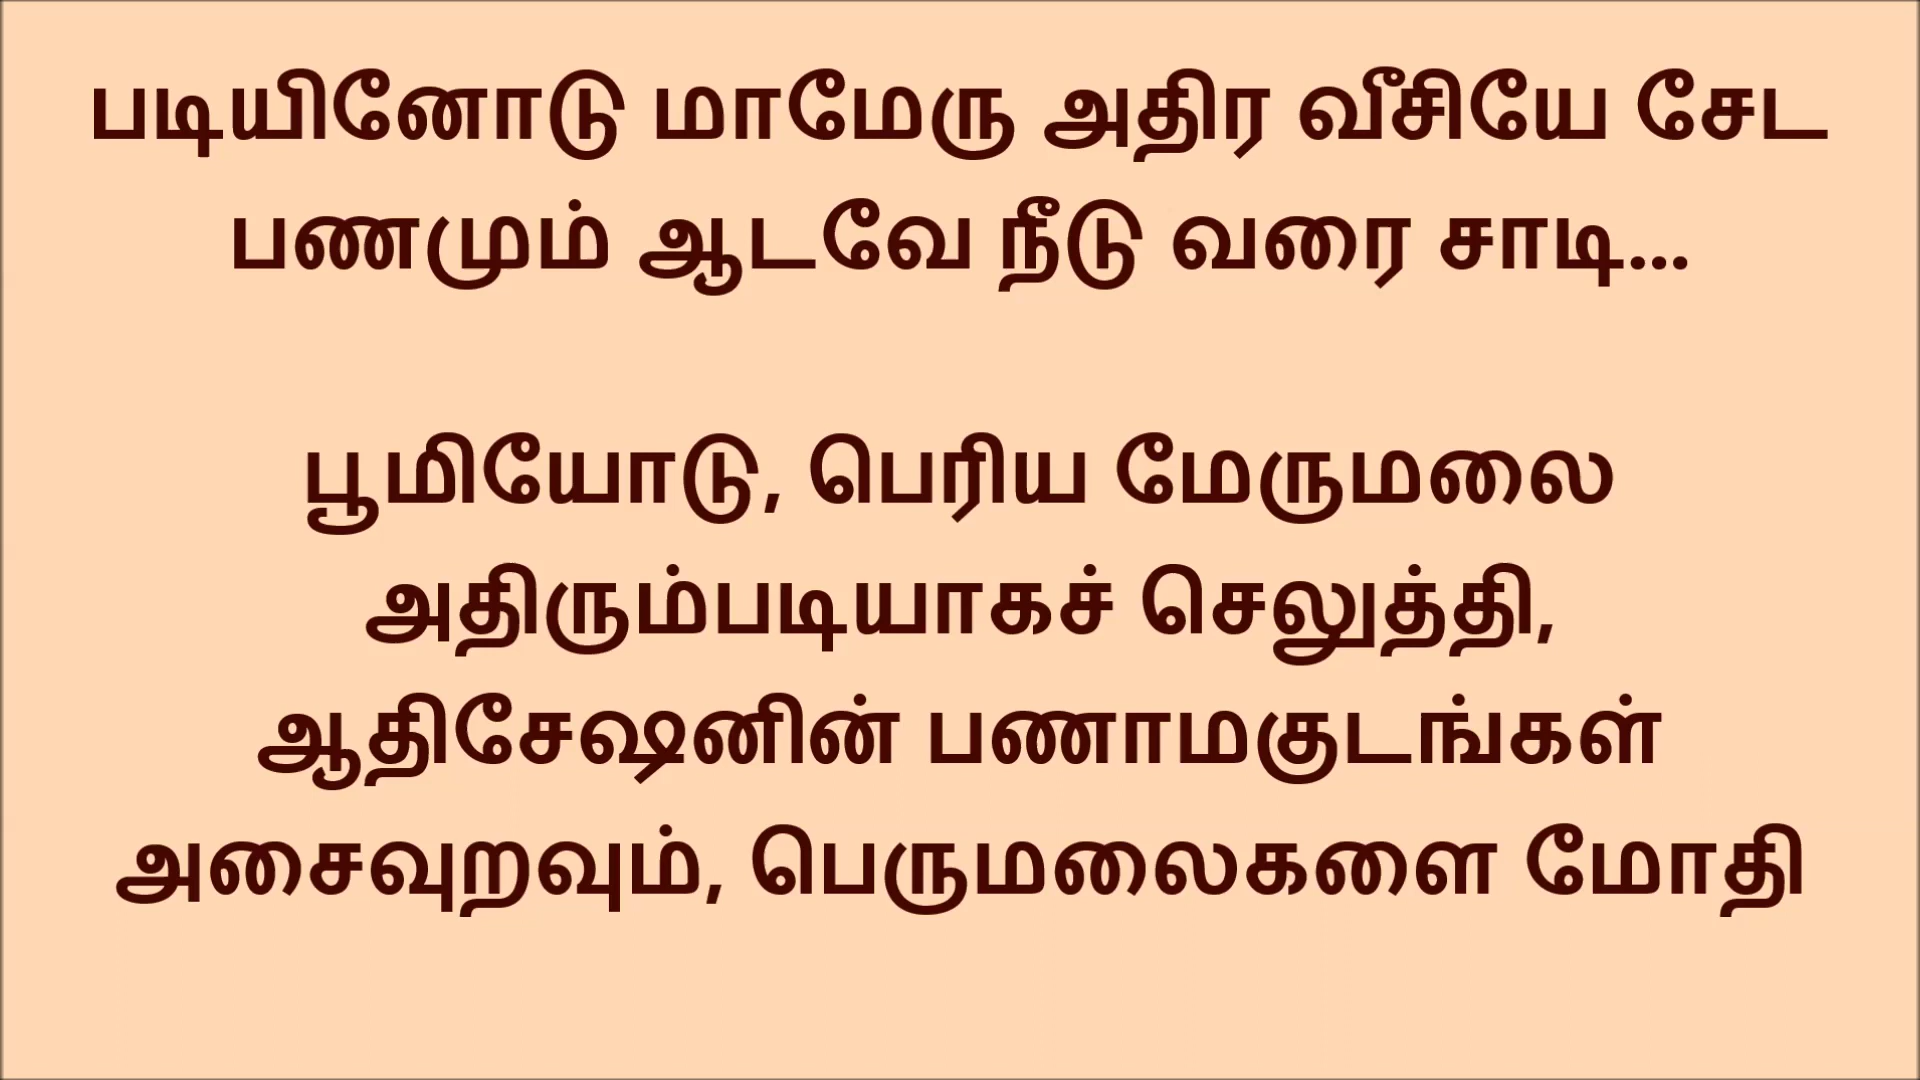 படியினோடு மாமேரு அதிர வீசியே சேட
பணமும் ஆடவே நீடு வரை சாடி...
பூமியோடு, பெரிய மேருமலை
அதிரும்படியாகச் செலுத்தி,
ஆதிசேஷனின் பணாமகுடங்கள்
அசைவுறவும், பெருமலைகளை மோதி